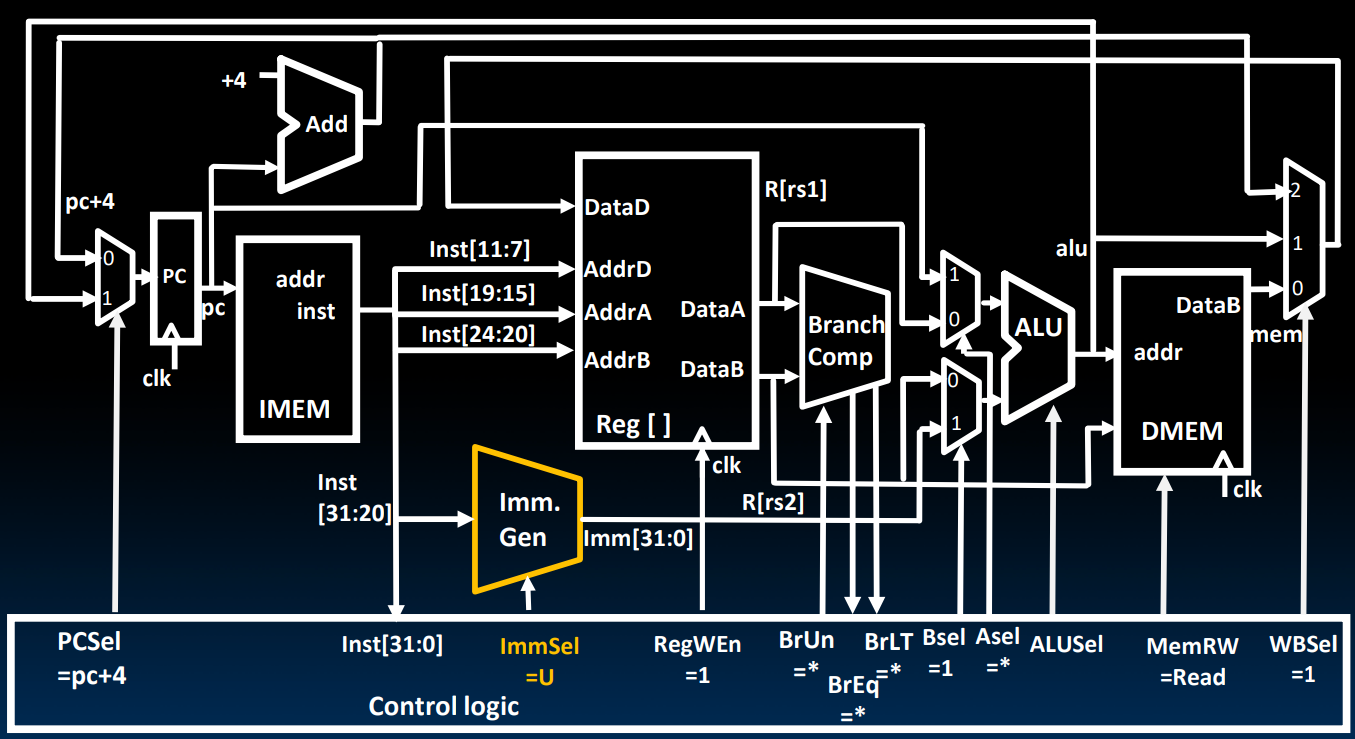 +4
Add
pc+4
0
1
PC
clk
pc
addr
inst
IMEM
Inst[11:7]
Inst[19:15]
Inst[24:20]
DataD
AddrD
AddrA
AddrB
DataA
DataB
Reg [ ]
clk
R[rs1]
Branch
Comp
1
0
0
1
ALU
alu
DataB
addr
DMEM
clk
mem
2
1
0
Inst
[31:20]
Imm.
Gen
Imm[31:0]
R[rs2]
PCSel
=pc+4
Inst[31:0]
ImmSel
=U
RegWEn
=1
BrUn
=*
BrEq
=*
BrLT
=*
Bsel
=1
Asel
=*
ALUSel
MemRW
=Read
WBSel
=1
Control logic